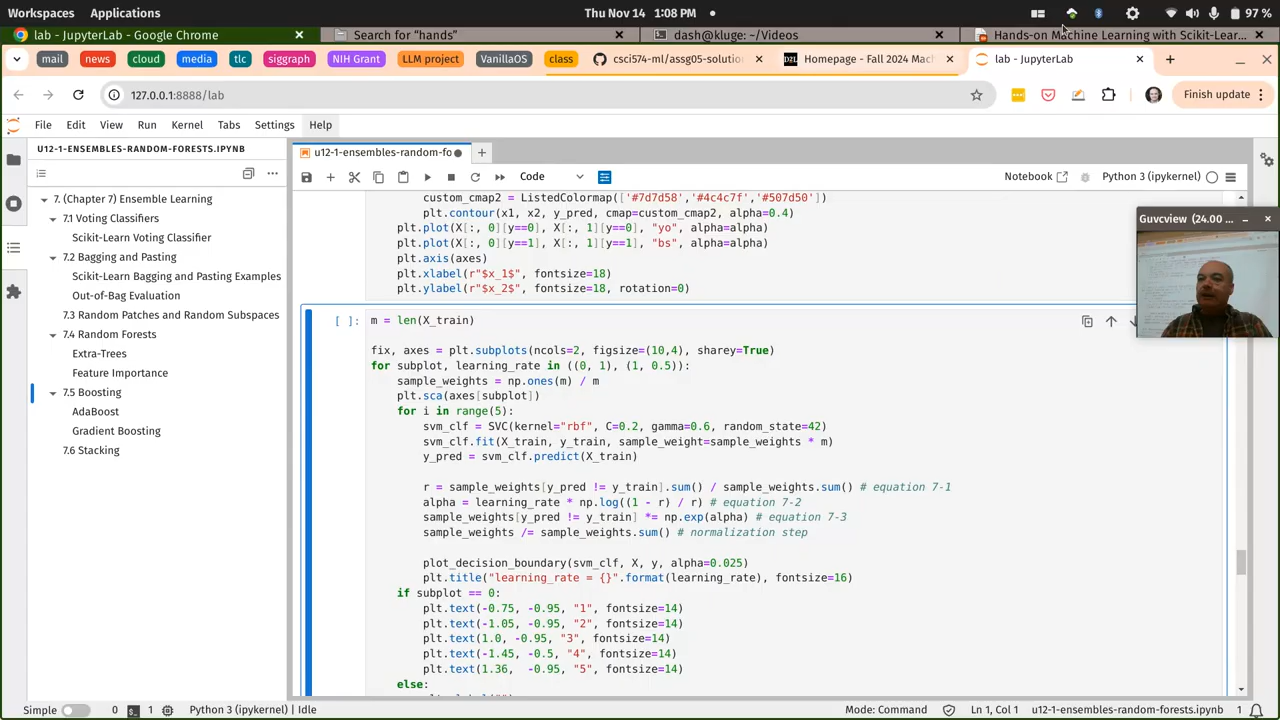 Workspaces Applications Thu Nov 14 1:08 PM 97 %
lab - JupyterLab - Google Chrome Search for “hands” dash@kluge: ~/Videos Hands-on Machine Learning with Scikit-Lear...
mail news cloud media tlc siggraph NIH Grant LLM project VanillaOS class csci574-ml/assg05-solutio Homepage - Fall 2024 Mac lab - JupyterLab
127.0.0.1:8888/lab Finish update
File Edit View Run Kernel Tabs Settings Help
U12-1-ENSEMBLES-RANDOM-FORESTS.IPYNB
u12-1-ensembles-random-fo
Code Notebook Python 3 (ipykernel)
7. (Chapter 7) Ensemble Learning
7.1 Voting Classifiers
Scikit-Learn Voting Classifier
7.2 Bagging and Pasting
Scikit-Learn Bagging and Pasting Examples
Out-of-Bag Evaluation
7.3 Random Patches and Random Subspaces
7.4 Random Forests
Extra-Trees
Feature Importance
7.5 Boosting
AdaBoost
Gradient Boosting
7.6 Stacking
custom_cmap2 = ListedColormap(['#7d7d58','#4c4c7f','#507d50'])
plt.contour(x1, x2, y_pred, cmap=custom_cmap2, alpha=0.4)
plt.plot(X[:, 0][y==0], X[:, 1][y==0], "yo", alpha=alpha)
plt.plot(X[:, 0][y==1], X[:, 1][y==1], "bs", alpha=alpha)
plt.axis(axes)
plt.xlabel(r"$x_1$", fontsize=18)
plt.ylabel(r"$x_2$", fontsize=18, rotation=0)
Guvcview (24.00 ...
[ ]: m = len(X_train)
fix, axes = plt.subplots(ncols=2, figsize=(10,4), sharey=True)
for subplot, learning_rate in ((0, 1), (1, 0.5)):
sample_weights = np.ones(m) / m
plt.sca(axes[subplot])
for i in range(5):
svm_clf = SVC(kernel="rbf", C=0.2, gamma=0.6, random_state=42)
svm_clf.fit(X_train, y_train, sample_weight=sample_weights * m)
y_pred = svm_clf.predict(X_train)
r = sample_weights[y_pred != y_train].sum() / sample_weights.sum() # equation 7-1
alpha = learning_rate * np.log((1 - r) / r) # equation 7-2
sample_weights[y_pred != y_train] *= np.exp(alpha) # equation 7-3
sample_weights /= sample_weights.sum() # normalization step
plot_decision_boundary(svm_clf, X, y, alpha=0.025)
plt.title("learning_rate = {}".format(learning_rate), fontsize=16)
if subplot == 0:
plt.text(-0.75, -0.95, "1", fontsize=14)
plt.text(-1.05, -0.95, "2", fontsize=14)
plt.text(1.0, -0.95, "3", fontsize=14)
plt.text(-1.45, -0.5, "4", fontsize=14)
plt.text(1.36, -0.95, "5", fontsize=14)
else:
Simple 0 1 Python 3 (ipykernel) | Idle Mode: Command Ln 1, Col 1 u12-1-ensembles-random-forests.ipynb 1